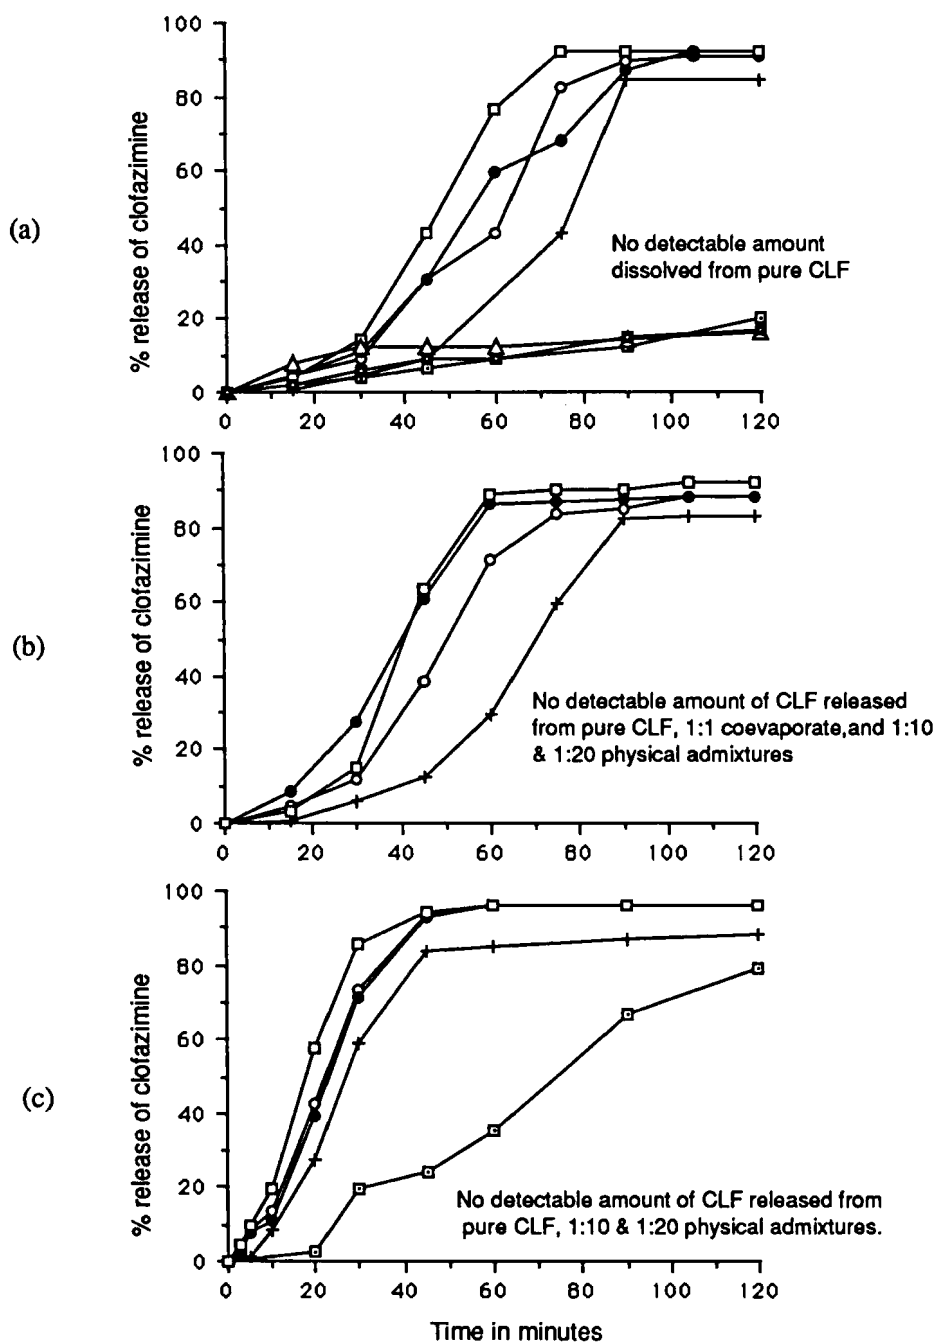 100
80
60
40
20
0
% release of clofazimine
(a)
No detectable amount
dissolved from pure CLF
0 20 40 60 80 100 120
100
80
60
40
20
0
% release of clofazimine
(b)
No detectable amount of CLF released
from pure CLF, 1:1 coevaporate,and 1:10
& 1:20 physical admixtures
0 20 40 60 80 100 120
100
80
60
40
20
0
% release of clofazimine
(c)
No detectable amount of CLF released from
pure CLF, 1:10 & 1:20 physical admixtures.
0 20 40 60 80 100 120
Time in minutes